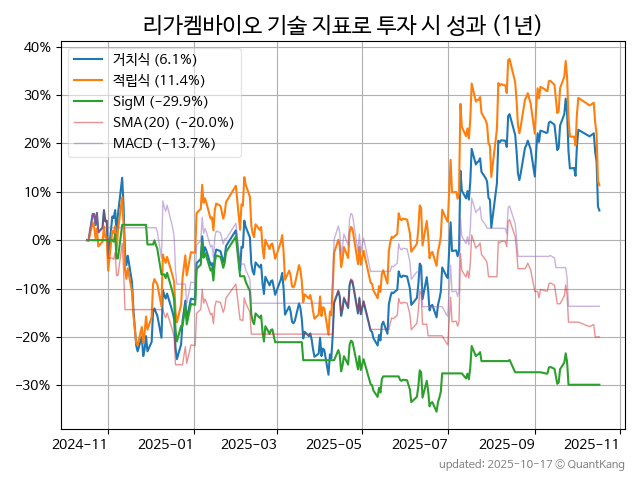 리가켐바이오 기술 지표로 투자 시 성과 (1년)
거치식 (6.1%)
적립식 (11.4%)
SigM (−29.9%)
SMA(20) (−20.0%)
MACD (−13.7%)
40%
30%
20%
10%
0%
−10%
−20%
−30%
2024-11 2025-01 2025-03 2025-05 2025-07 2025-09 2025-11
updated: 2025-10-17 © QuantKang